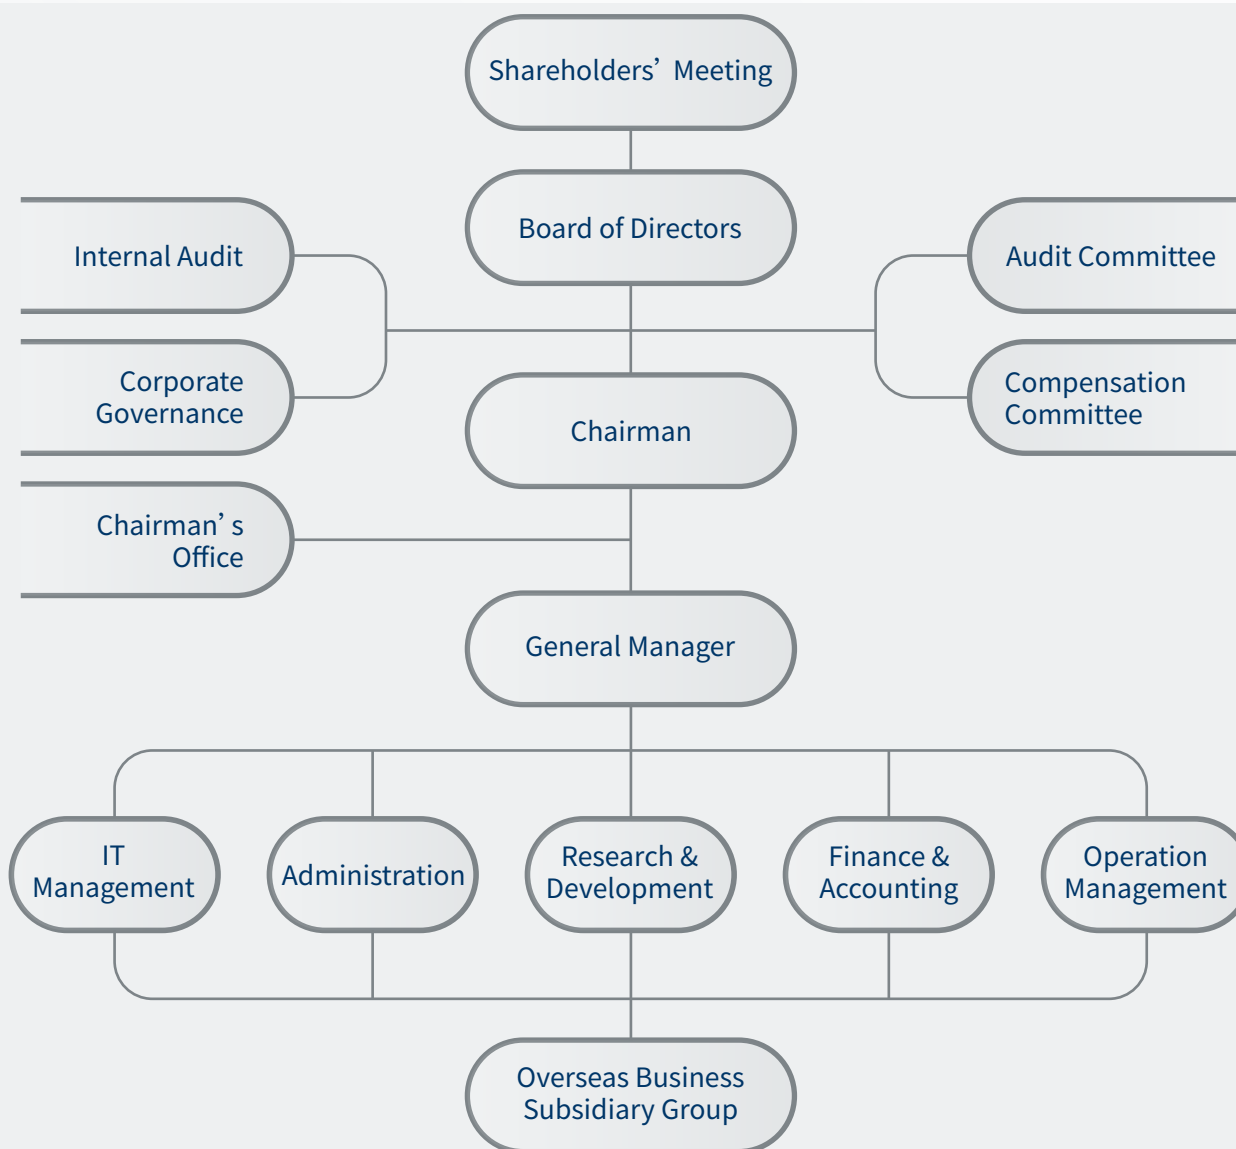 Shareholders’ Meeting
Board of Directors
Internal Audit
Audit Committee
Corporate
Governance
Compensation
Committee
Chairman
Chairman’s
Office
General Manager
IT
Management
Administration
Research &
Development
Finance &
Accounting
Operation
Management
Overseas Business
Subsidiary Group